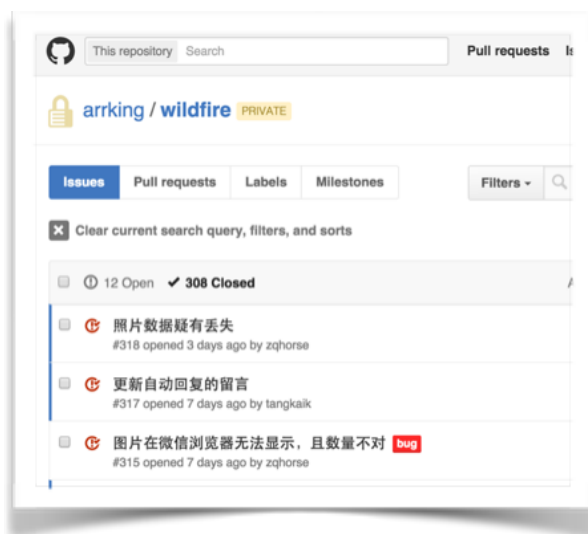 This repository Search Pull requests
arrking / wildfire PRIVATE
Issues Pull requests Labels Milestones Filters
Clear current search query, filters, and sorts
12 Open ✔ 308 Closed
照片数据疑有丢失
#318 opened 3 days ago by zqhorse
更新自动回复的留言
#317 opened 7 days ago by tangkaik
图片在微信浏览器无法显示，且数量不对 bug
#315 opened 7 days ago by zqhorse